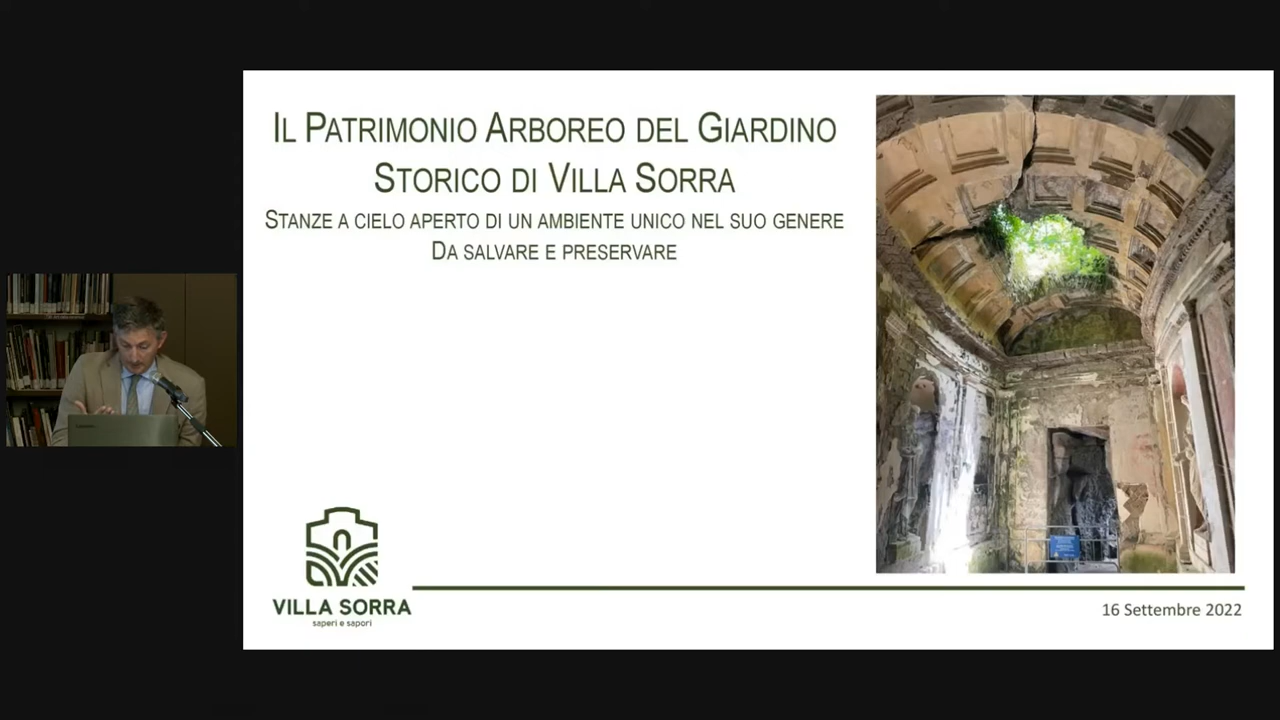 Il Patrimonio Arboreo del Giardino
Storico di Villa Sorra
Stanze a cielo aperto di un ambiente unico nel suo genere
Da salvare e preservare
VILLA SORRA
saperi e sapori
16 Settembre 2022